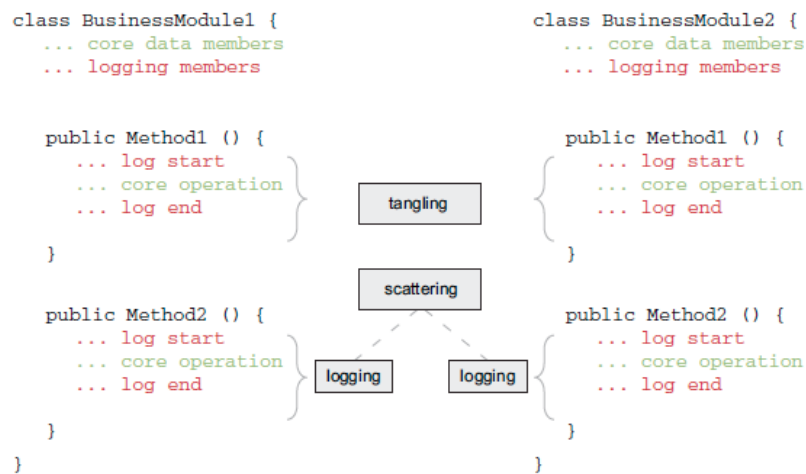 class BusinessModule1 {
... core data members
... logging members
public Method1 () {
... log start
... core operation
... log end
}
public Method2 () {
... log start
... core operation
... log end
}
}
tangling
scattering
logging
logging
class BusinessModule2 {
... core data members
... logging members
public Method1 () {
... log start
... core operation
... log end
}
public Method2 () {
... log start
... core operation
... log end
}
}